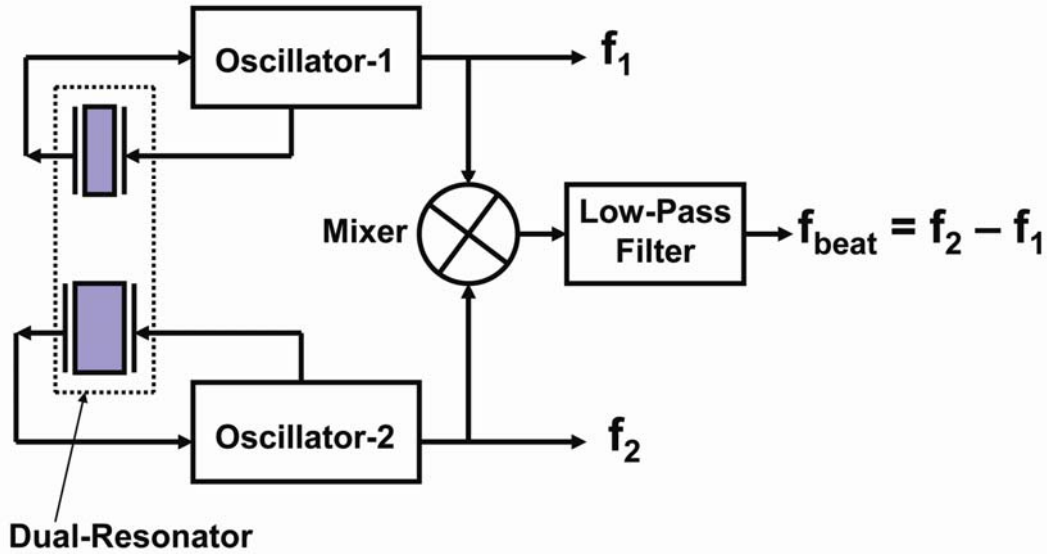 Oscillator-1
f1
Mixer
Low-Pass
Filter
fbeat = f2 – f1
Oscillator-2
f2
Dual-Resonator